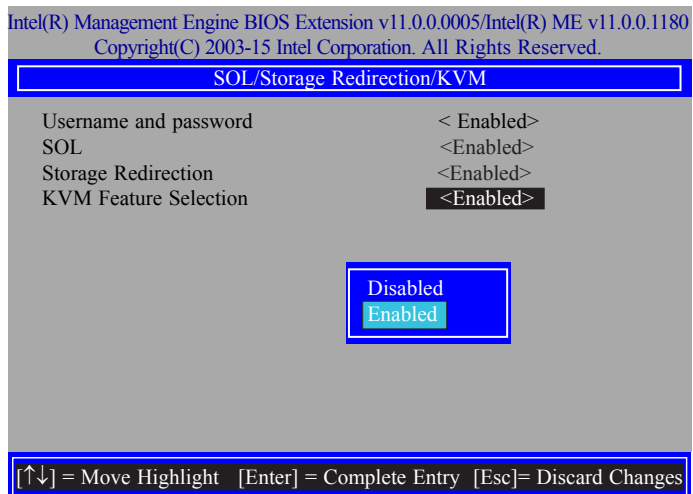 Intel(R) Management Engine BIOS Extension v11.0.0.0005/Intel(R) ME v11.0.0.1180
Copyright(C) 2003-15 Intel Corporation. All Rights Reserved.
SOL/Storage Redirection/KVM
Username and password < Enabled>
SOL <Enabled>
Storage Redirection <Enabled>
KVM Feature Selection <Enabled>
Disabled
Enabled
[↑↓] = Move Highlight [Enter] = Complete Entry [Esc]= Discard Changes